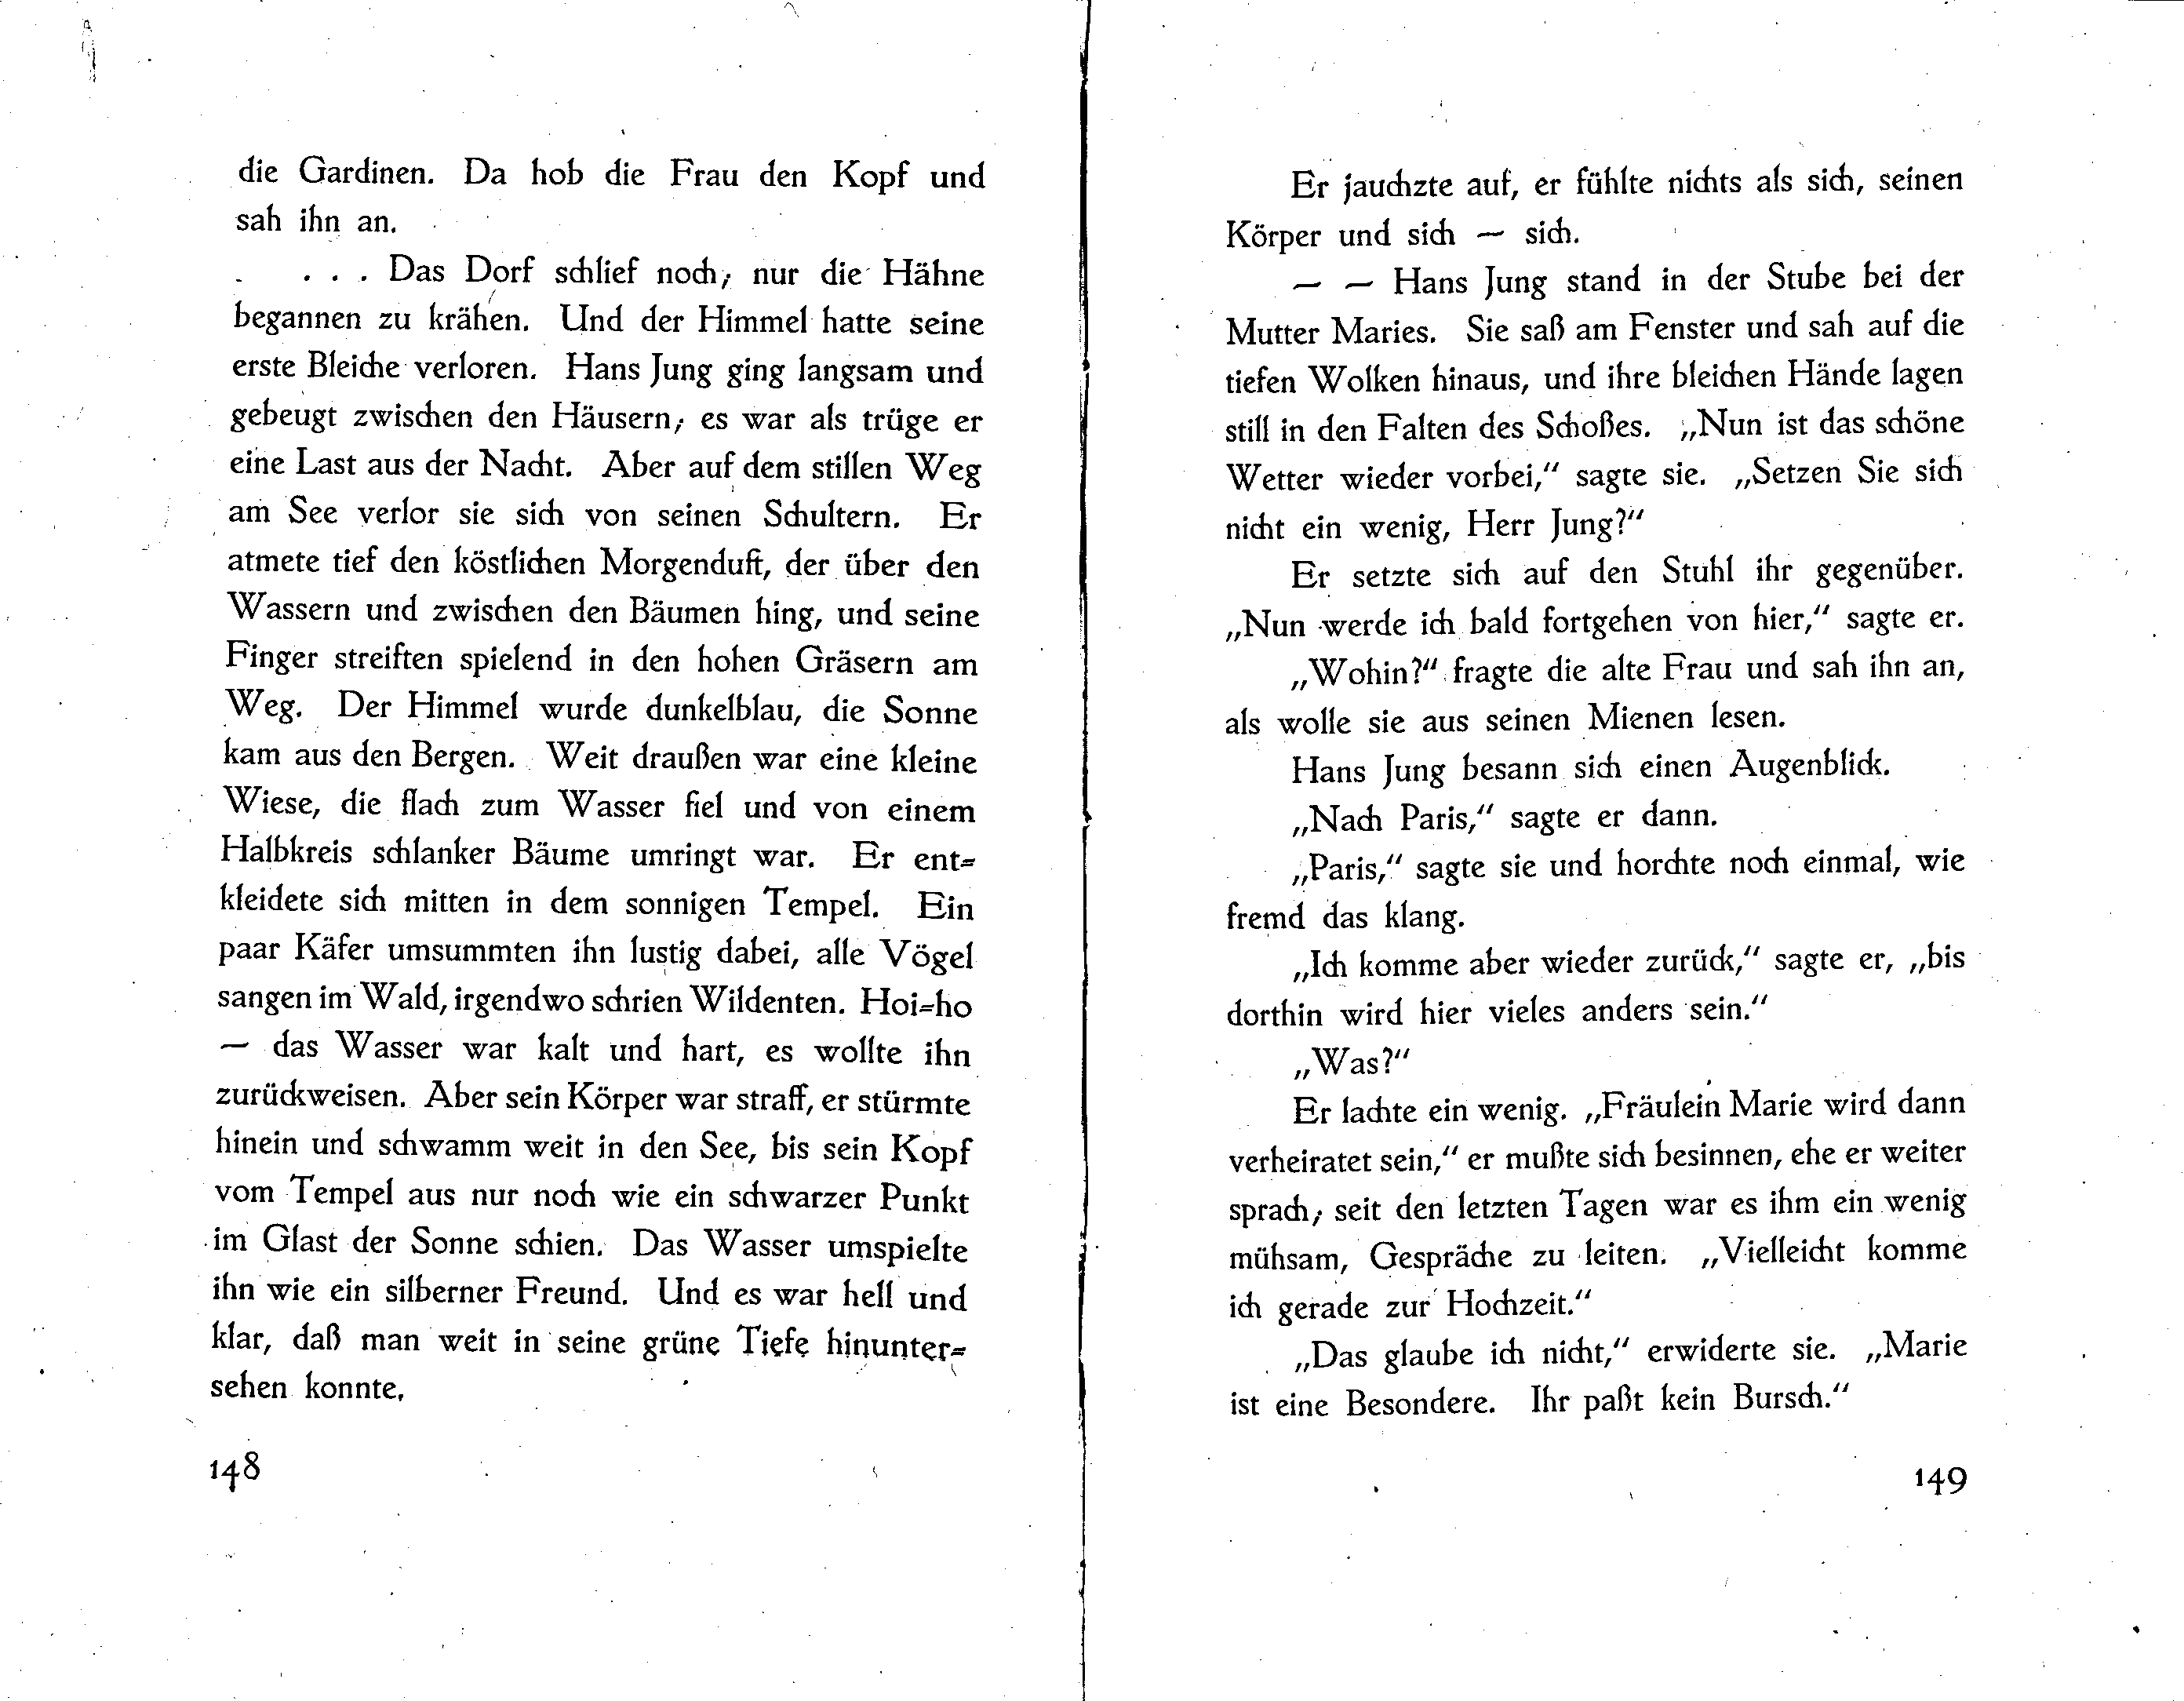 die Gardinen. Da hob die Frau den Kopf und
sah ihn an.
. . . Das Dorf schlief noch; nur die Hähne
begannen zu krähen. Und der Himmel hatte seine
erste Bleiche verloren. Hans Jung ging langsam und
gebeugt zwischen den Häusern; es war als trüge er
eine Last aus der Nacht. Aber auf dem stillen Weg
am See verlor sie sich von seinen Schultern. Er
atmete tief den köstlichen Morgenduft, der über den
Wassern und zwischen den Bäumen hing, und seine
Finger streiften spielend in den hohen Gräsern am
Weg. Der Himmel wurde dunkelblau, die Sonne
kam aus den Bergen. Weit draußen war eine kleine
Wiese, die flach zum Wasser fiel und von einem
Halbkreis schlanker Bäume umringt war. Er ent=
kleidete sich mitten in dem sonnigen Tempel. Ein
paar Käfer umsummten ihn lustig dabei, alle Vögel
sangen im Wald, irgendwo schrien Wildenten. Hoi=ho
— das Wasser war kalt und hart, es wollte ihn
zurückweisen. Aber sein Körper war straff, er stürmte
hinein und schwamm weit in den See, bis sein Kopf
vom Tempel aus nur noch wie ein schwarzer Punkt
im Glast der Sonne schien. Das Wasser umspielte
ihn wie ein silberner Freund. Und es war hell und
klar, daß man weit in seine grüne Tiefe hinunter=
sehen konnte.
148
Er jauchzte auf, er fühlte nichts als sich, seinen
Körper und sich — sich.
— — Hans Jung stand in der Stube bei der
Mutter Maries. Sie saß am Fenster und sah auf die
tiefen Wolken hinaus, und ihre bleichen Hände lagen
still in den Falten des Schoßes. „Nun ist das schöne
Wetter wieder vorbei,“ sagte sie. „Setzen Sie sich
nicht ein wenig, Herr Jung?“
Er setzte sich auf den Stuhl ihr gegenüber.
„Nun werde ich bald fortgehen von hier,“ sagte er.
„Wohin?“ fragte die alte Frau und sah ihn an,
als wolle sie aus seinen Mienen lesen.
Hans Jung besann sich einen Augenblick.
„Nach Paris,“ sagte er dann.
„Paris,“ sagte sie und horchte noch einmal, wie
fremd das klang.
„Ich komme aber wieder zurück,“ sagte er, „bis
dorthin wird hier vieles anders sein.“
„Was?“
Er lachte ein wenig. „Fräulein Marie wird dann
verheiratet sein,“ er mußte sich besinnen, ehe er weiter
sprach; seit den letzten Tagen war es ihm ein wenig
mühsam, Gespräche zu leiten. „Vielleicht komme
ich gerade zur Hochzeit.“
„Das glaube ich nicht,“ erwiderte sie. „Marie
ist eine Besondere. Ihr paßt kein Bursch.“
149